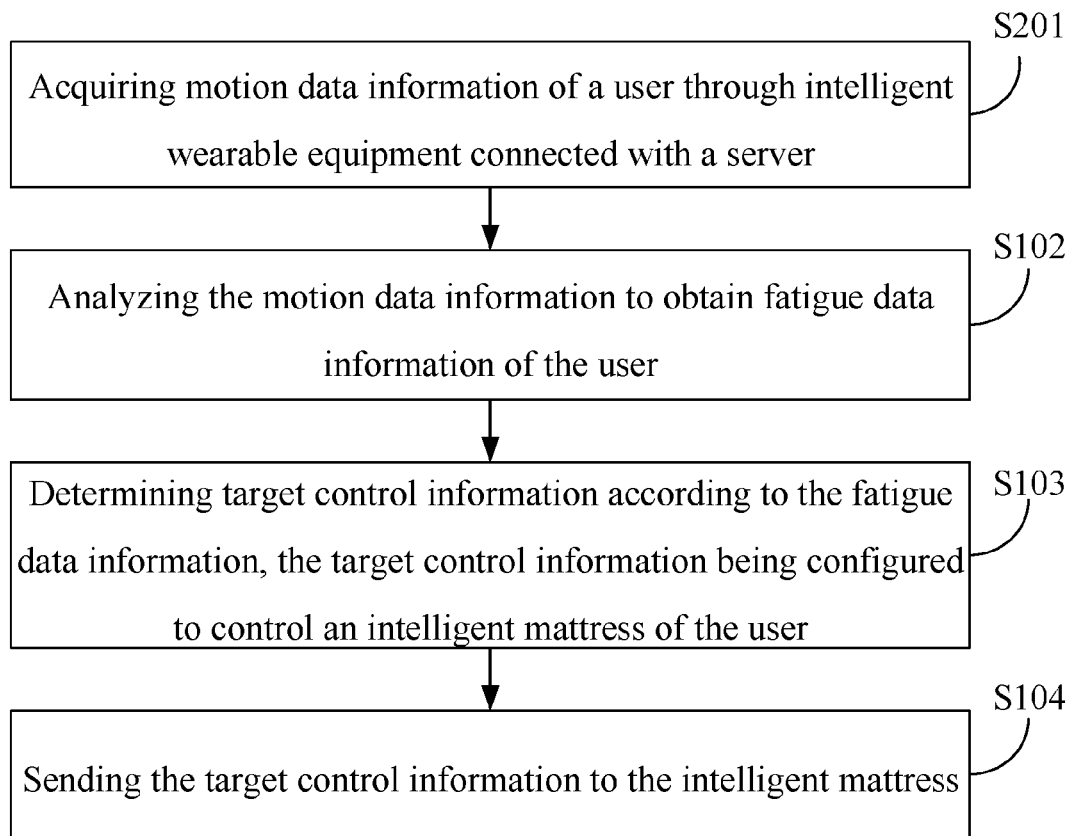 S201
Acquiring motion data information of a user through intelligent
wearable equipment connected with a server
S102
Analyzing the motion data information to obtain fatigue data
information of the user
S103
Determining target control information according to the fatigue
data information, the target control information being configured
to control an intelligent mattress of the user
S104
Sending the target control information to the intelligent mattress